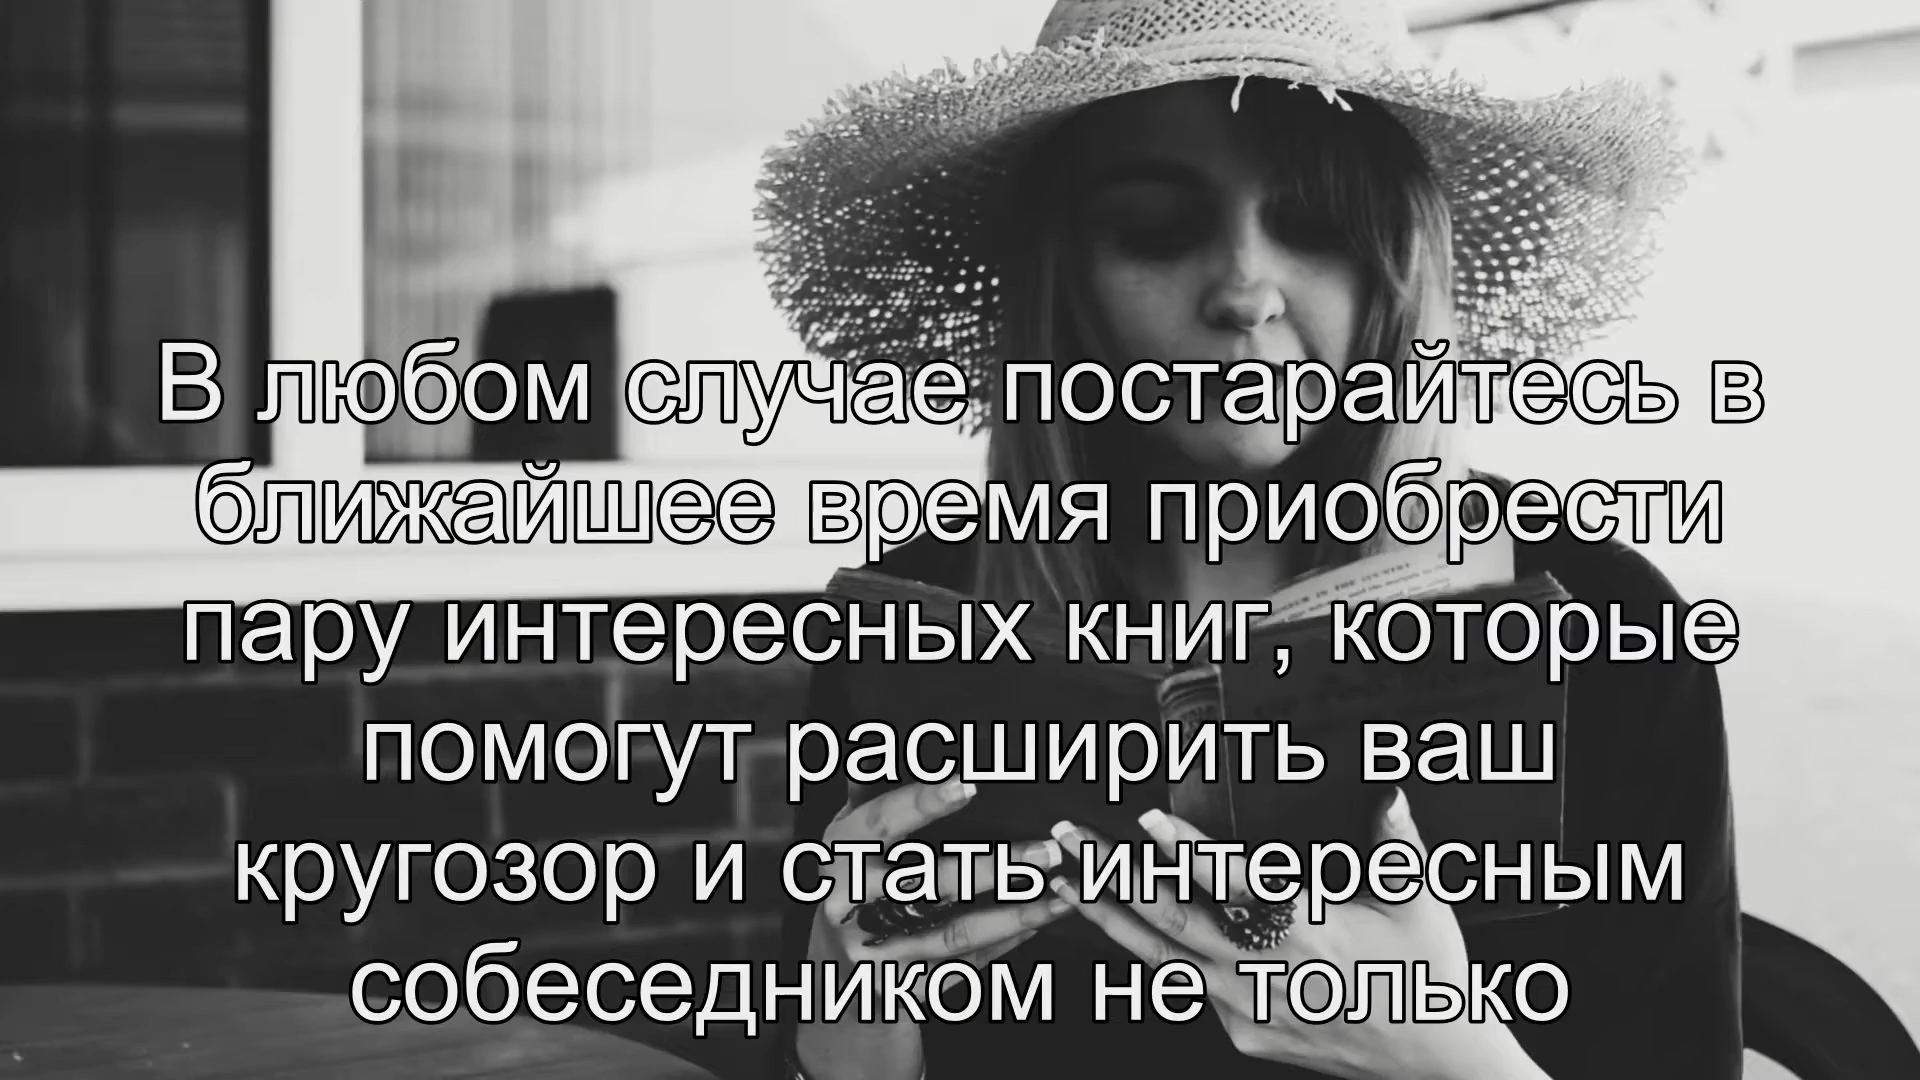 В любом случае постарайтесь в
ближайшее время приобрести
пару интересных книг, которые
помогут расширить ваш
кругозор и стать интересным
собеседником не только